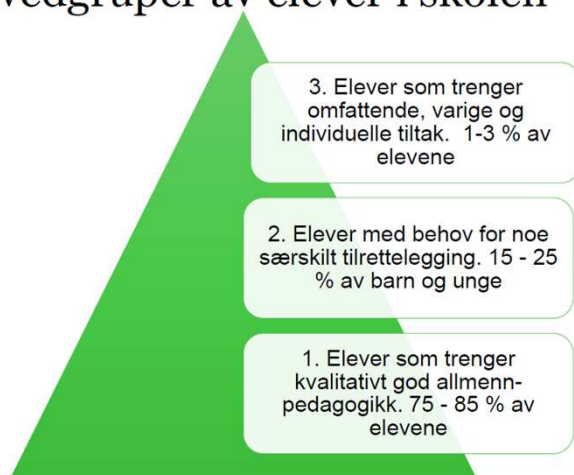 av elever i skolen
3. Elever som trenger
omfattende, varige og
individuelle tiltak. 1-3 % av
elevene
2. Elever med behov for noe
særskilt tilrettelegging. 15 - 25
% av barn og unge
1. Elever som trenger
kvalitativt god allmenn-
pedagogikk. 75 - 85 % av
elevene